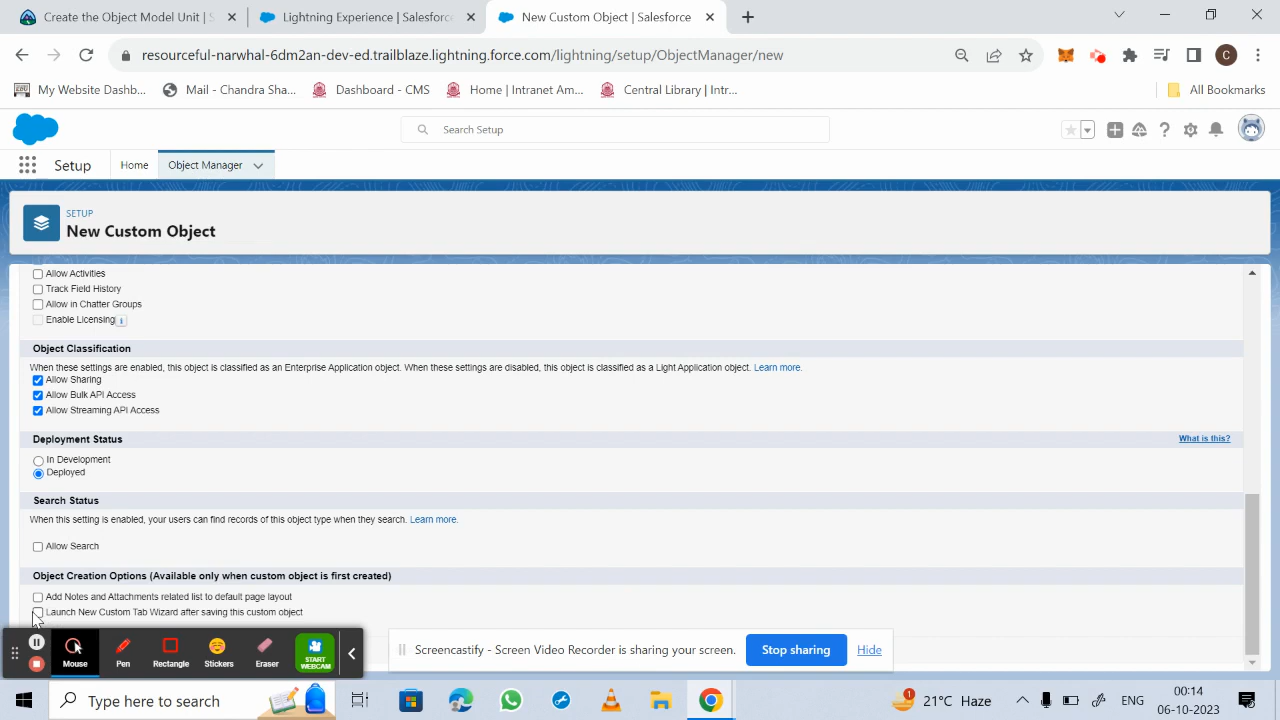 Create the Object Model Unit | S
Lightning Experience | Salesforce
New Custom Object | Salesforce
resourceful-narwhal-6dm2an-dev-ed.trailblaze.lightning.force.com/lightning/setup/ObjectManager/new
C
My Website Dashb...
Mail - Chandra Sha...
Dashboard - CMS
Home | Intranet Am...
Central Library | Intr...
All Bookmarks
Search Setup
Setup
Home
Object Manager
SETUP
New Custom Object
Allow Activities
Track Field History
Allow in Chatter Groups
Enable Licensing
Object Classification
When these settings are enabled, this object is classified as an Enterprise Application object. When these settings are disabled, this object is classified as a Light Application object. Learn more.
Allow Sharing
Allow Bulk API Access
Allow Streaming API Access
Deployment Status
What is this?
In Development
Deployed
Search Status
When this setting is enabled, your users can find records of this object type when they search. Learn more.
Allow Search
Object Creation Options (Available only when custom object is first created)
Add Notes and Attachments related list to default page layout
Launch New Custom Tab Wizard after saving this custom object
Mouse
Pen
Rectangle
Stickers
Eraser
START WEBCAM
Screencastify - Screen Video Recorder is sharing your screen.
Stop sharing
Hide
Type here to search
1
21°C Haze
ENG
00:14
06-10-2023